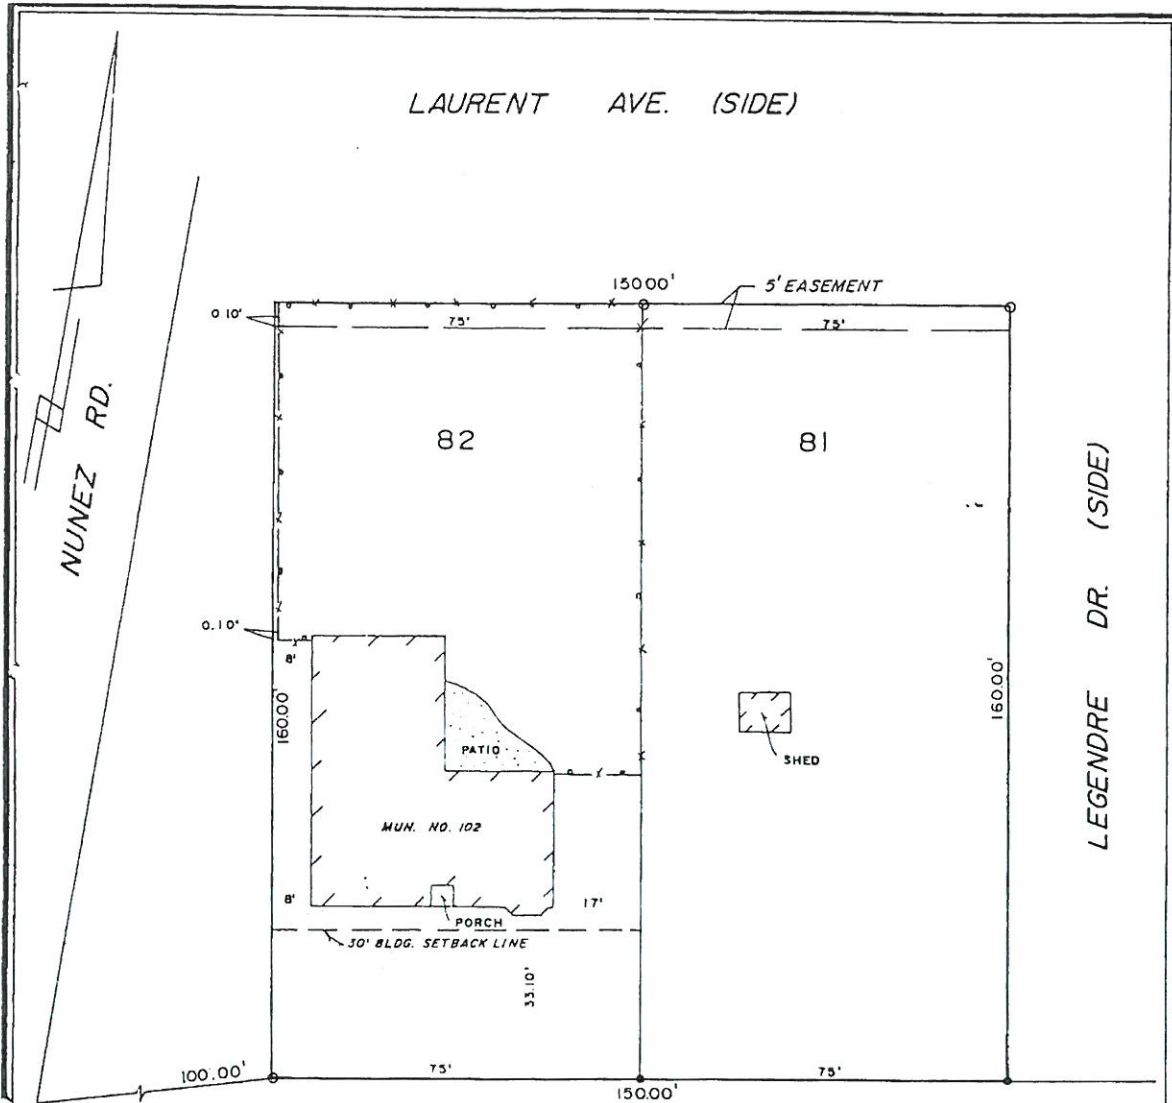 LAURENT AVE. (SIDE)
150.00'
5' EASEMENT
0.10'
75'
75'
NUNEZ RD.
82
81
LEGENDRE DR. (SIDE)
0.10'
8'
160.00'
160.00'
PATIO
SHED
MUN. NO. 102
8'
17'
PORCH
30' BLDG. SETBACK LINE
33.10'
100.00'
75'
75'
150.00'